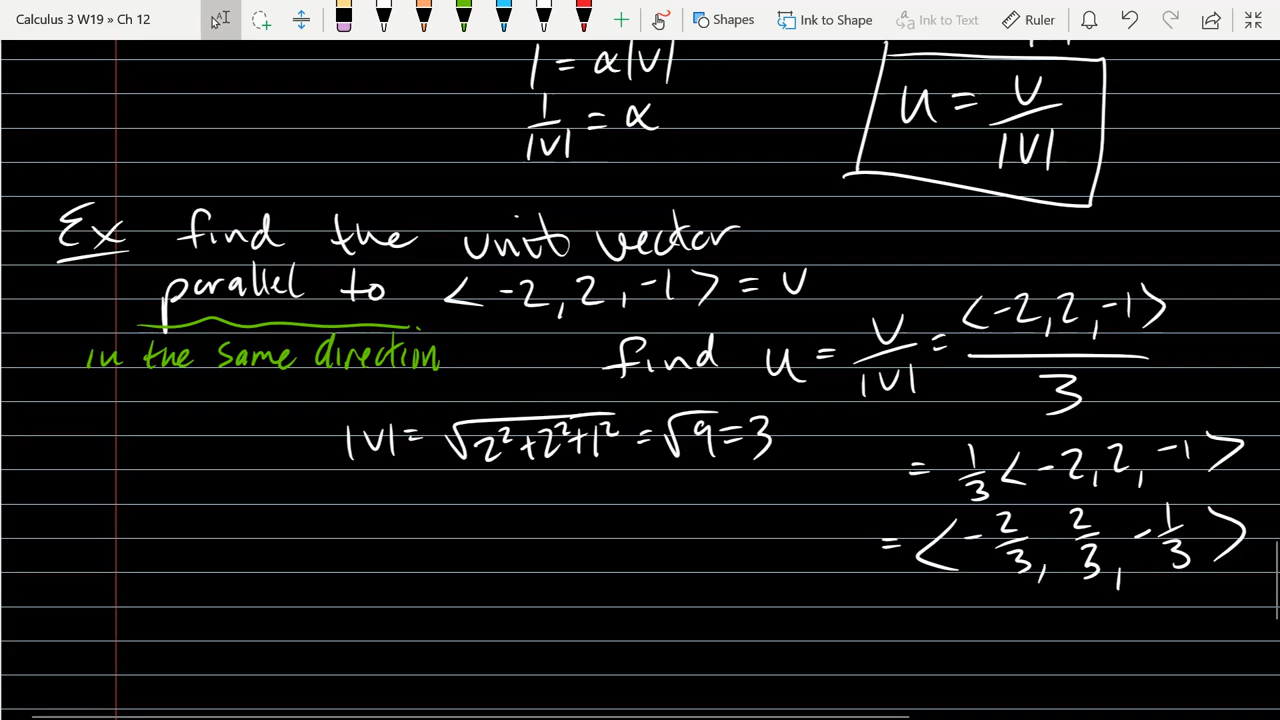 Calculus 3 W19 » Ch 12
Shapes
Ink to Shape
Ink to Text
Ruler
1 = α|v|
1/|v| = α
u = v/|v|
Ex find the unit vector
parallel to < -2, 2, -1 > = v
in the same direction
find u = v/|v| = < -2, 2, -1 >/3
|v| = √2²+2²+1² = √9 = 3
= 1/3 < -2, 2, -1 >
= < -2/3, 2/3, -1/3 >